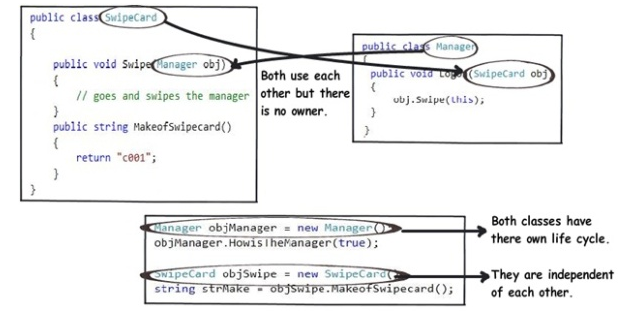 public class SwipeCard
{
public void Swipe(Manager obj)
{
// goes and swipes the manager
}
public string MakeofSwipecard()
{
return "c001";
}
}
Both use each
other but there
is no owner.
public class Manager
{
public void (SwipeCard obj)
{
obj.Swipe(this);
}
}
Manager objManager = new Manager()
objManager.HowisTheManager(true);
SwipeCard objSwipe = new SwipeCard(
string strMake = objSwipe.MakeofSwipecard();
Both classes have
there own life cycle.
They are independent
of each other.